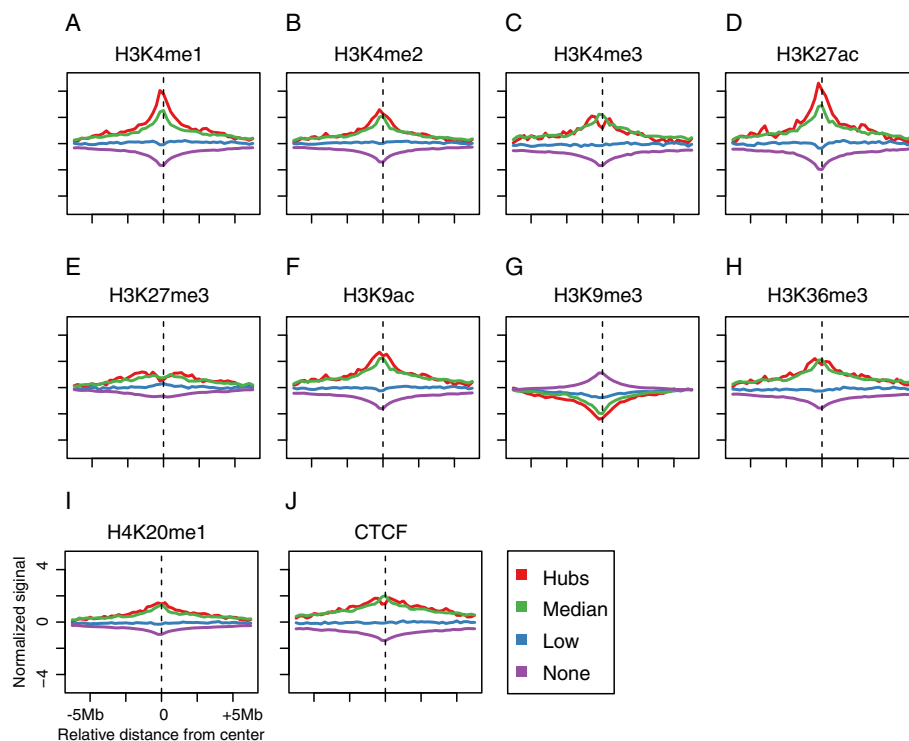 A
B
C
D
H3K4me1
H3K4me2
H3K4me3
H3K27ac
E
F
G
H
H3K27me3
H3K9ac
H3K9me3
H3K36me3
I
J
H4K20me1
CTCF
Normalized siginal
4
0
−4
-5Mb
0
+5Mb
Relative distance from center
Hubs
Median
Low
None